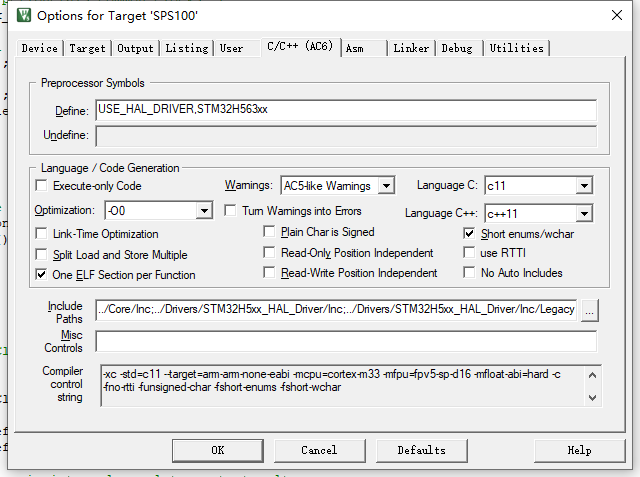 Options for Target 'SPS100'
Device Target Output Listing User C/C++ (AC6) Asm Linker Debug Utilities
Preprocessor Symbols
Define: USE_HAL_DRIVER,STM32H563xx
Undefine:
Language / Code Generation
Execute-only Code Warnings: AC5-like Warnings Language C: c11
Optimization: -O0 Turn Warnings into Errors Language C++: c++11
Link-Time Optimization Plain Char is Signed Short enums/wchar
Split Load and Store Multiple Read-Only Position Independent use RTTI
One ELF Section per Function Read-Write Position Independent No Auto Includes
Include Paths ../Core/Inc;../Drivers/STM32H5xx_HAL_Driver/Inc;../Drivers/STM32H5xx_HAL_Driver/Inc/Legacy ...
Misc Controls
Compiler control string
-xc -std=c11 --target=arm-arm-none-eabi -mcpu=cortex-m33 -mfpu=fpv5-sp-d16 -mfloat-abi=hard -c
-fno-rtti -funsigned-char -fshort-enums -fshort-wchar
OK Cancel Defaults Help